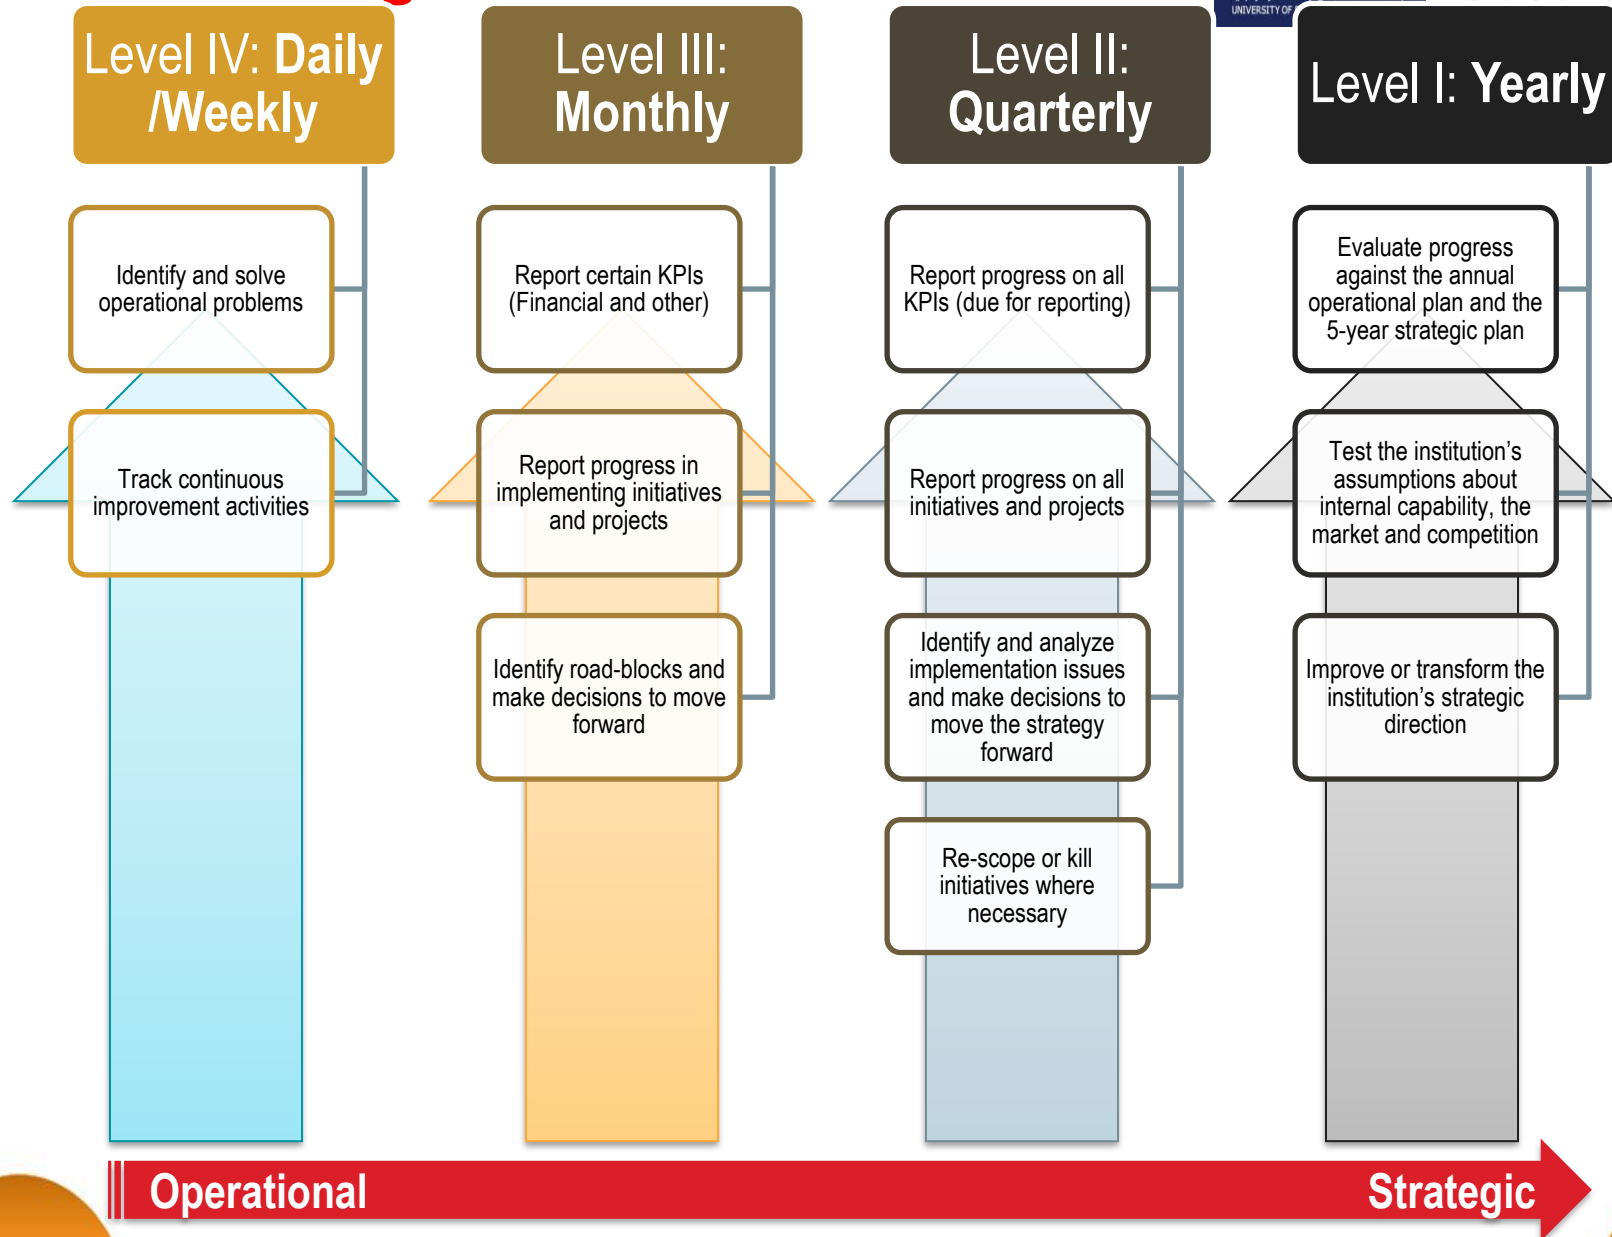 UNIVERSITY OF
Level IV: Daily
/Weekly
Identify and solve
operational problems
Track continuous
improvement activities
Level III:
Monthly
Report certain KPIs
(Financial and other)
Report progress in
implementing initiatives
and projects
Identify road-blocks and
make decisions to move
forward
Level II:
Quarterly
Report progress on all
KPIs (due for reporting)
Report progress on all
initiatives and projects
Identify and analyze
implementation issues
and make decisions to
move the strategy
forward
Re-scope or kill
initiatives where
necessary
Level I: Yearly
Evaluate progress
against the annual
operational plan and the
5-year strategic plan
Test the institution’s
assumptions about
internal capability, the
market and competition
Improve or transform the
institution’s strategic
direction
Operational
Strategic